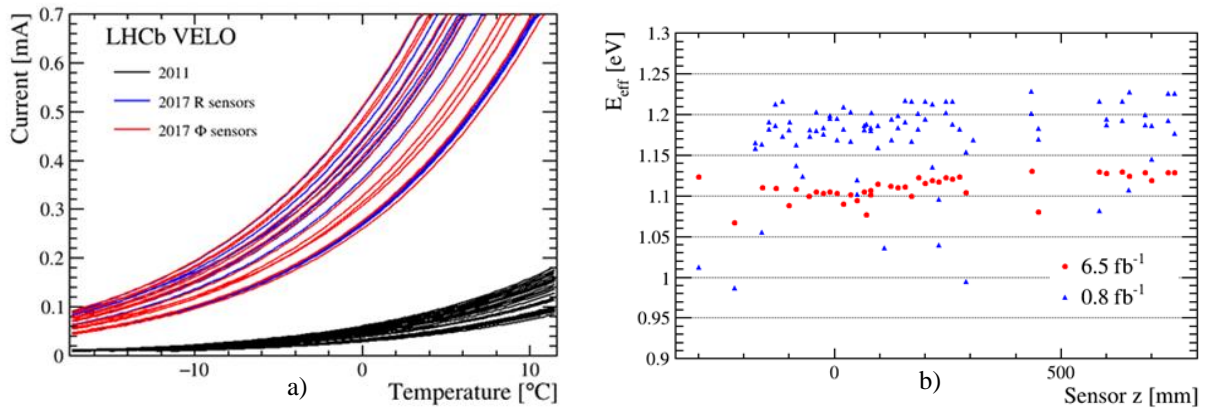 0.7
0.6
0.5
0.4
0.3
0.2
0.1
0
Current [mA]
LHCb VELO
2011
2017 R sensors
2017 Φ sensors
−10
0
10
a)
Temperature [°C]
1.3
1.25
1.2
1.15
1.1
1.05
1
0.95
0.9
E_eff [eV]
6.5 fb⁻¹
0.8 fb⁻¹
0
500
b)
Sensor z [mm]